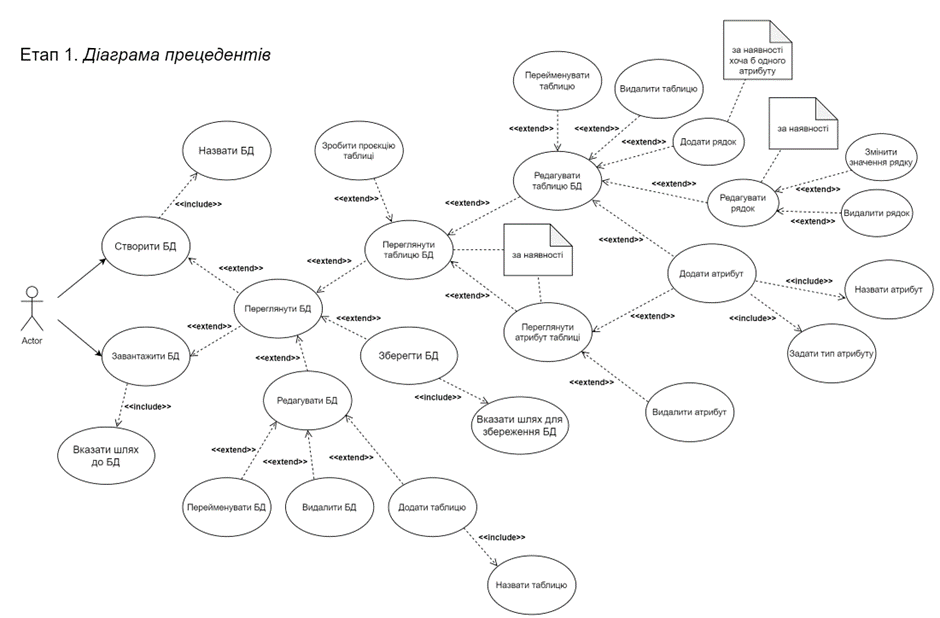 Етап 1. Діаграма прецедентів
за наявності
хоча б одного
атрибуту
Перейменувати
таблицю
Видалити таблицю
за наявності
<<extend>>
<<extend>>
<<extend>>
Додати рядок
Назвати БД
Зробити проєкцію
таблиці
Змінити
значення рядку
Редагувати
таблицю БД
<<extend>>
<<extend>>
Редагувати
рядок
<<extend>>
Видалити рядок
<<include>>
<<extend>>
<<extend>>
Створити БД
Переглянути
таблицю БД
за наявності
<<extend>>
<<extend>>
<<extend>>
Додати атрибут
<<include>>
Назвати атрибут
<<extend>>
Переглянути БД
<<extend>>
<<include>>
Actor
<<extend>>
<<extend>>
Переглянути
атрибут таблиці
Завантажити БД
<<extend>>
Зберегти БД
Задати тип атрибуту
<<extend>>
<<include>>
Редагувати БД
<<include>>
Видалити атрибут
Вказати шлях для
збереження БД
Вказати шлях
до БД
<<extend>>
<<extend>>
<<extend>>
Перейменувати БД
Видалити БД
Додати таблицю
<<include>>
Назвати таблицю